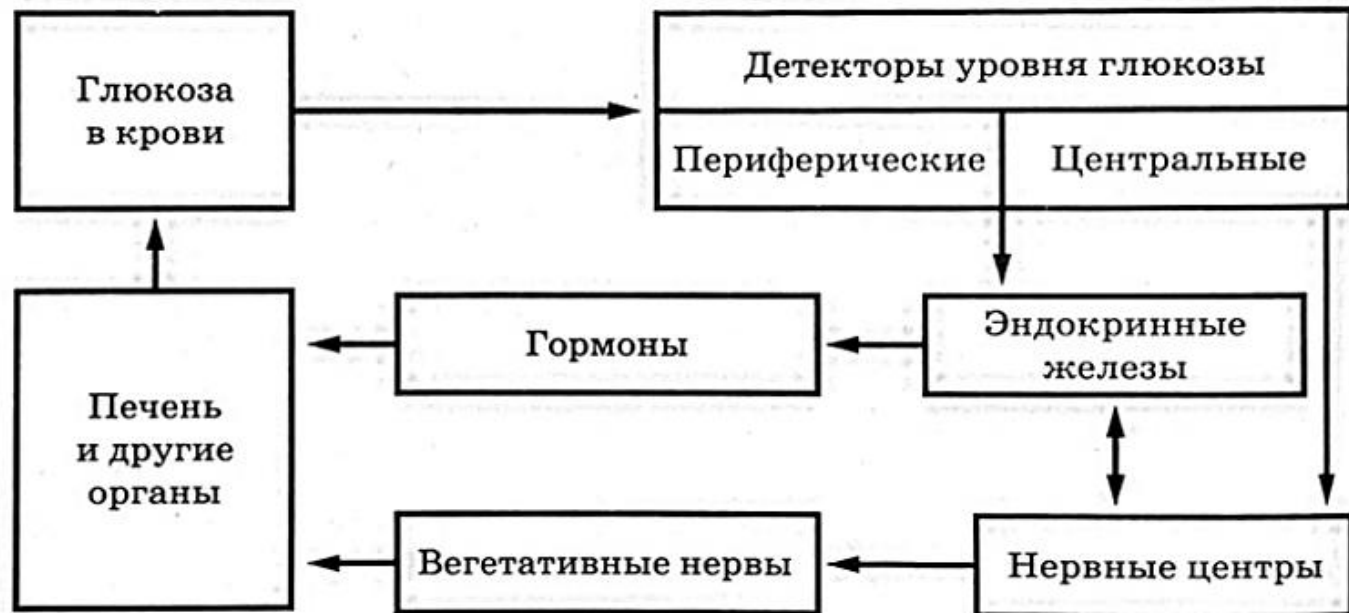 Глюкоза
в крови
Детекторы уровня глюкозы
Периферические
Центральные
Гормоны
Эндокринные
железы
Печень
и другие
органы
Вегетативные нервы
Нервные центры